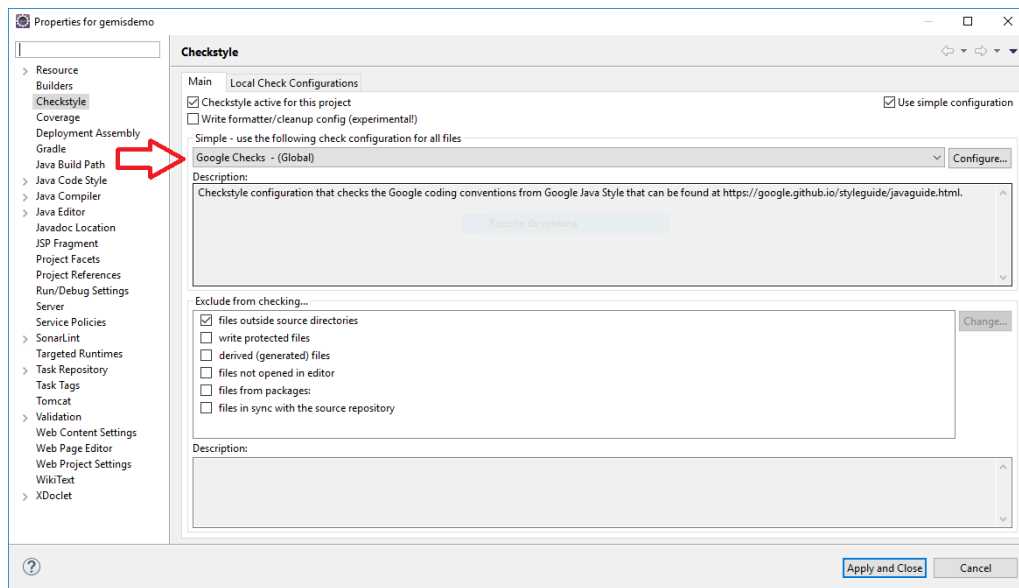 Properties for gemisdemo
Resource
Builders
Checkstyle
Coverage
Deployment Assembly
Gradle
Java Build Path
Java Code Style
Java Compiler
Java Editor
Javadoc Location
JSP Fragment
Project Facets
Project References
Run/Debug Settings
Server
Service Policies
SonarLint
Targeted Runtimes
Task Repository
Task Tags
Tomcat
Validation
Web Content Settings
Web Page Editor
Web Project Settings
WikiText
XDoclet
Checkstyle
Main Local Check Configurations
Checkstyle active for this project Use simple configuration
Write formatter/cleanup config (experimental!)
Simple - use the following check configuration for all files
Google Checks - (Global) Configure...
Description:
Checkstyle configuration that checks the Google coding conventions from Google Java Style that can be found at https://google.github.io/styleguide/javaguide.html.
Recorte de ventana
Exclude from checking...
files outside source directories Change...
write protected files
derived (generated) files
files not opened in editor
files from packages:
files in sync with the source repository
Description:
? Apply and Close Cancel